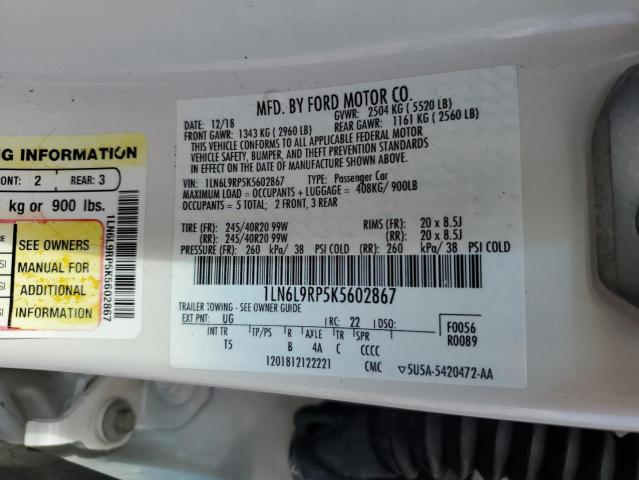 MFD. BY FORD MOTOR CO.
12/18 GVWR: 2504 KG ( 5520 LB)
FRONT GAWR: 1343 KG ( 2960 LB) REAR GAWR: 1161 KG ( 2560 LB)
THIS VEHICLE CONFORMS TO ALL APPLICABLE FEDERAL MOTOR
VEHICLE SAFETY, BUMPER, AND THEFT PREVENTION STANDARDS
IN EFFECT ON THE DATE OF MANUFACTURE SHOWN ABOVE.
VIN: 1LN6L9RP5K5602867 TYPE: Passenger Car
MAXIMUM LOAD = OCCUPANTS + LUGGAGE = 408KG/ 900LB
OCCUPANTS = 5 TOTAL; 2 FRONT, 3 REAR
TIRE (FR): 245/40R20 99W RIMS (FR): 20 x 8.5J
(RR): 245/40R20 99W (RR): 20 x 8.5J
PRESSURE (FR): 260 kPa/ 38 PSI COLD (RR): 260 kPa/ 38 PSI COLD
1LN6L9RP5K5602867
TRAILER TOWING - SEE OWNER GUIDE
EXT PNT: UG RC: 22 DSO: F0056
INT TR TP/PS R AXLE TR SPR R0089
T5 B 4A C CCCC
1201812122221 CMC 5U5A-5420472-AA
G INFORMATION
ONT: 2 REAR: 3
kg or 900 lbs.
SEE OWNERS
MANUAL FOR
ADDITIONAL
INFORMATION
1LN6L9RP5K5602867